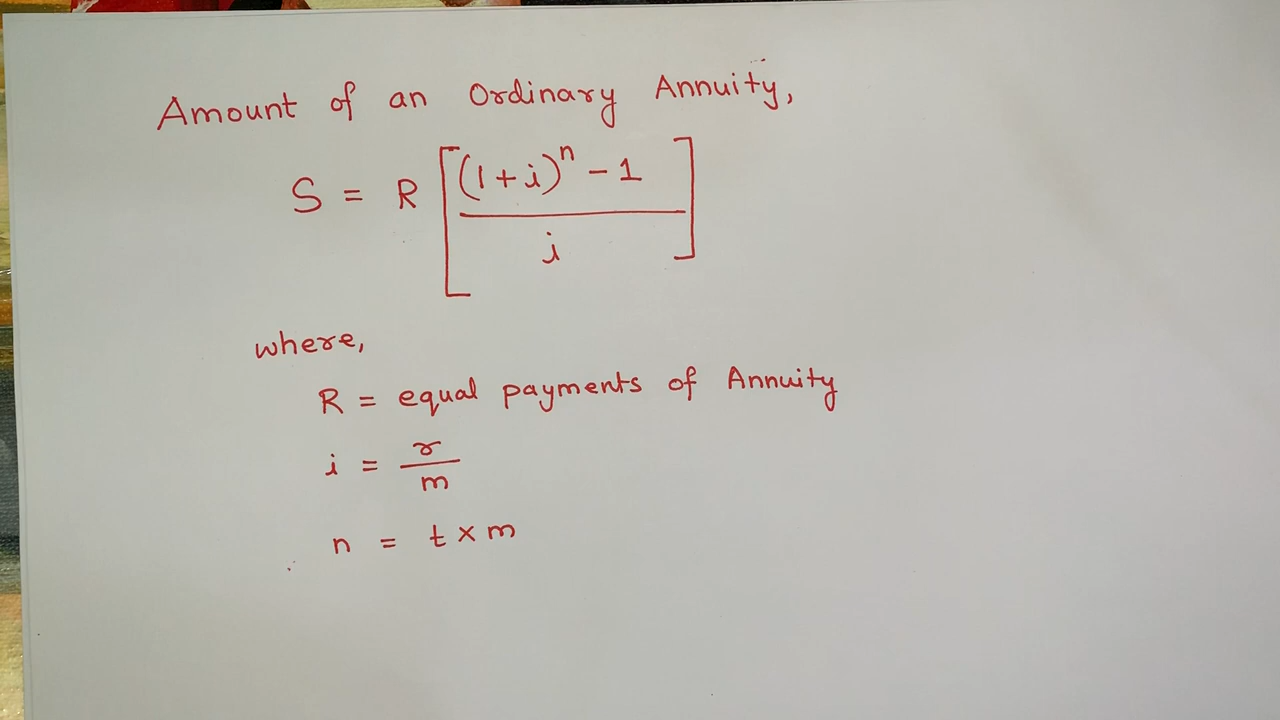 Amount of an Ordinary Annuity,
S = R [ ((1+i)^n - 1) / i ]
where,
R = equal payments of Annuity
i = r / m
n = t × m